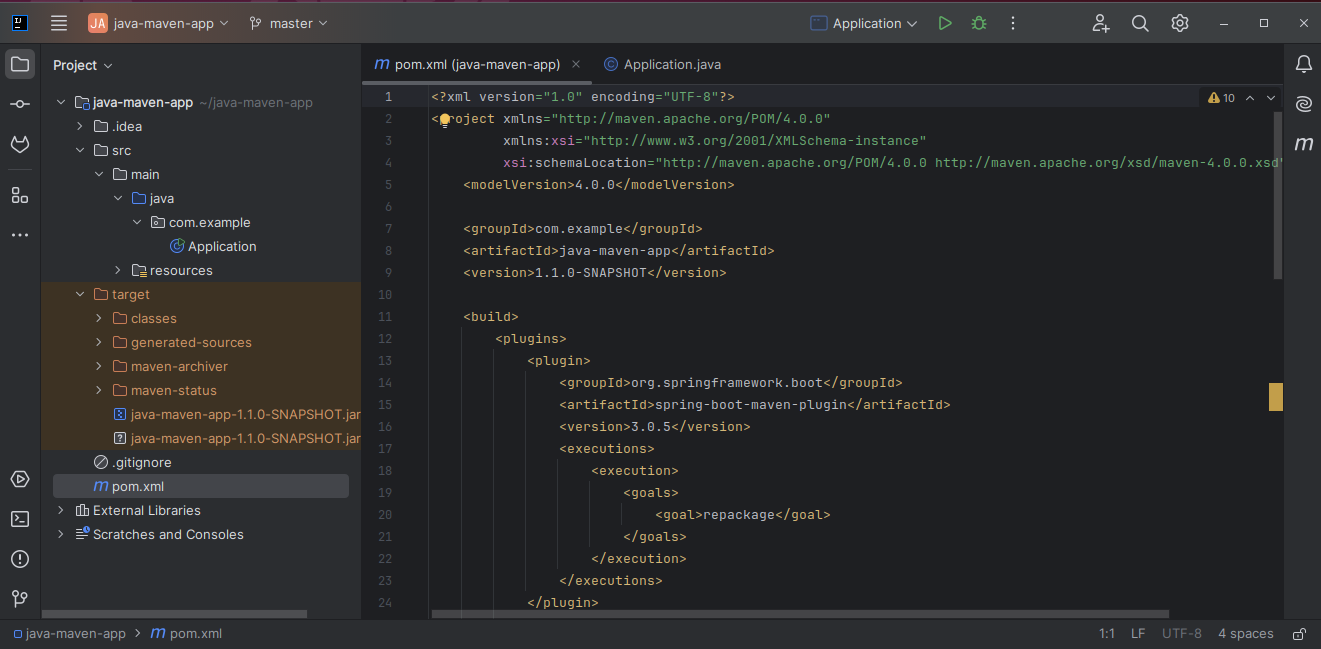 JA java-maven-app master Application
Project
java-maven-app ~/java-maven-app
.idea
src
main
java
com.example
Application
resources
target
classes
generated-sources
maven-archiver
maven-status
java-maven-app-1.1.0-SNAPSHOT.jar
java-maven-app-1.1.0-SNAPSHOT.jar
.gitignore
m pom.xml
External Libraries
Scratches and Consoles
m pom.xml (java-maven-app) Application.java
10
1 <?xml version="1.0" encoding="UTF-8"?>
2 <project xmlns="http://maven.apache.org/POM/4.0.0"
3 xmlns:xsi="http://www.w3.org/2001/XMLSchema-instance"
4 xsi:schemaLocation="http://maven.apache.org/POM/4.0.0 http://maven.apache.org/xsd/maven-4.0.0.xsd"
5 <modelVersion>4.0.0</modelVersion>
6
7 <groupId>com.example</groupId>
8 <artifactId>java-maven-app</artifactId>
9 <version>1.1.0-SNAPSHOT</version>
10
11 <build>
12 <plugins>
13 <plugin>
14 <groupId>org.springframework.boot</groupId>
15 <artifactId>spring-boot-maven-plugin</artifactId>
16 <version>3.0.5</version>
17 <executions>
18 <execution>
19 <goals>
20 <goal>repackage</goal>
21 </goals>
22 </execution>
23 </executions>
24 </plugin>
m
java-maven-app > m pom.xml 1:1 LF UTF-8 4 spaces